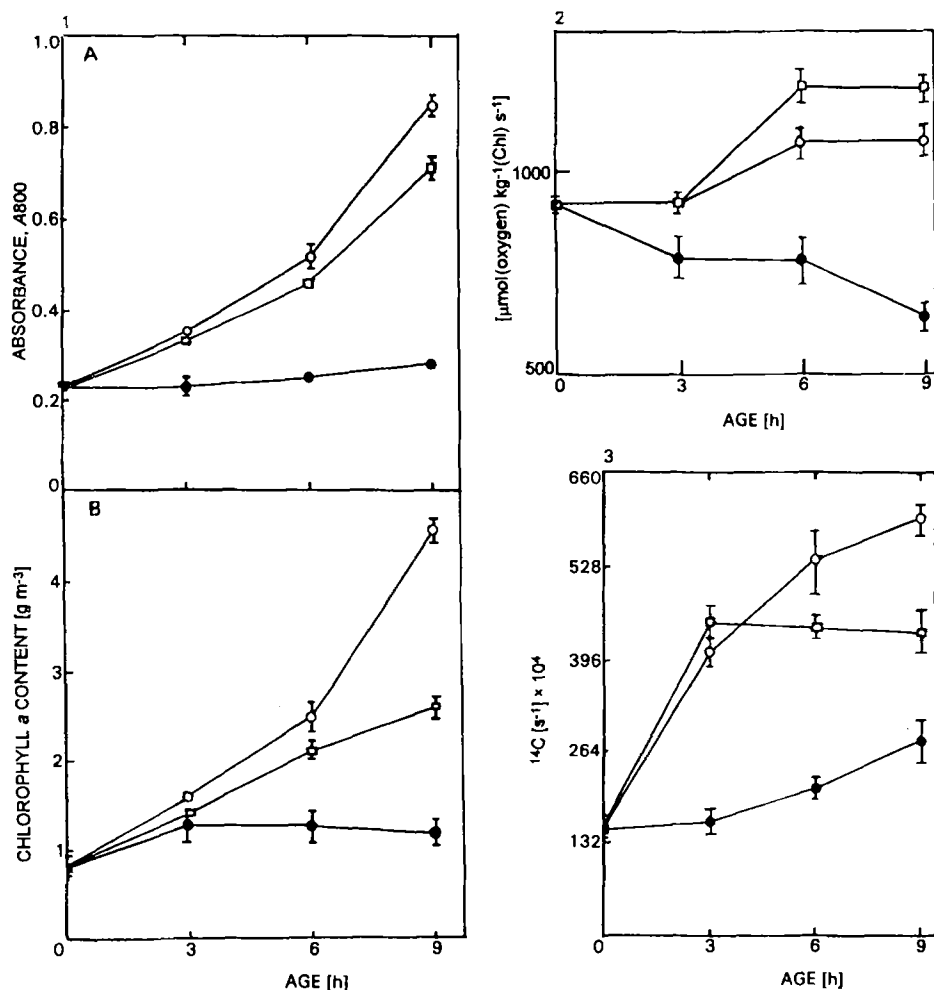 1
A
1.0
0.8
0.6
0.4
0.2
0
ABSORBANCE, A800
B
4
3
2
1
0
CHLOROPHYLL a CONTENT [g m⁻³]
0 3 6 9
AGE [h]
2
1000
500
[µmol(oxygen) kg⁻¹(Chl) s⁻¹]
0 3 6 9
AGE [h]
3
660
528
396
264
132
¹⁴C [s⁻¹] × 10⁴
0 3 6 9
AGE [h]